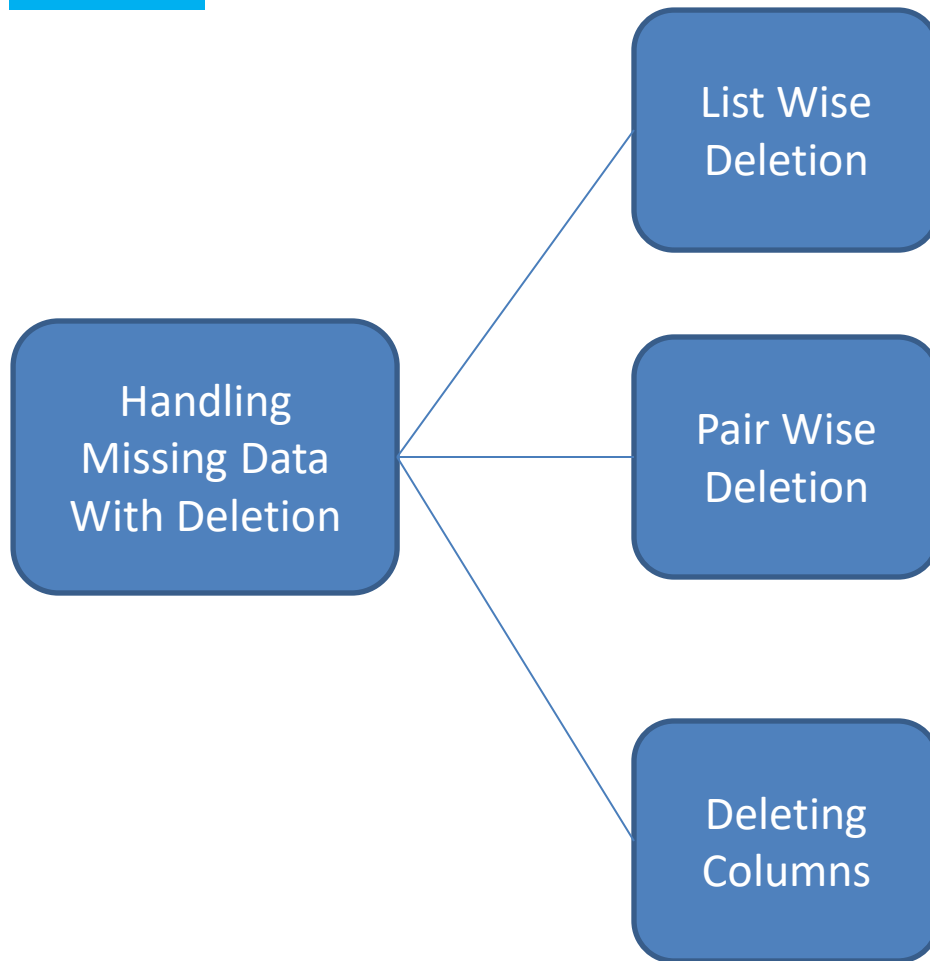 List Wise
Deletion
Handling
Missing Data
With Deletion
Pair Wise
Deletion
Deleting
Columns